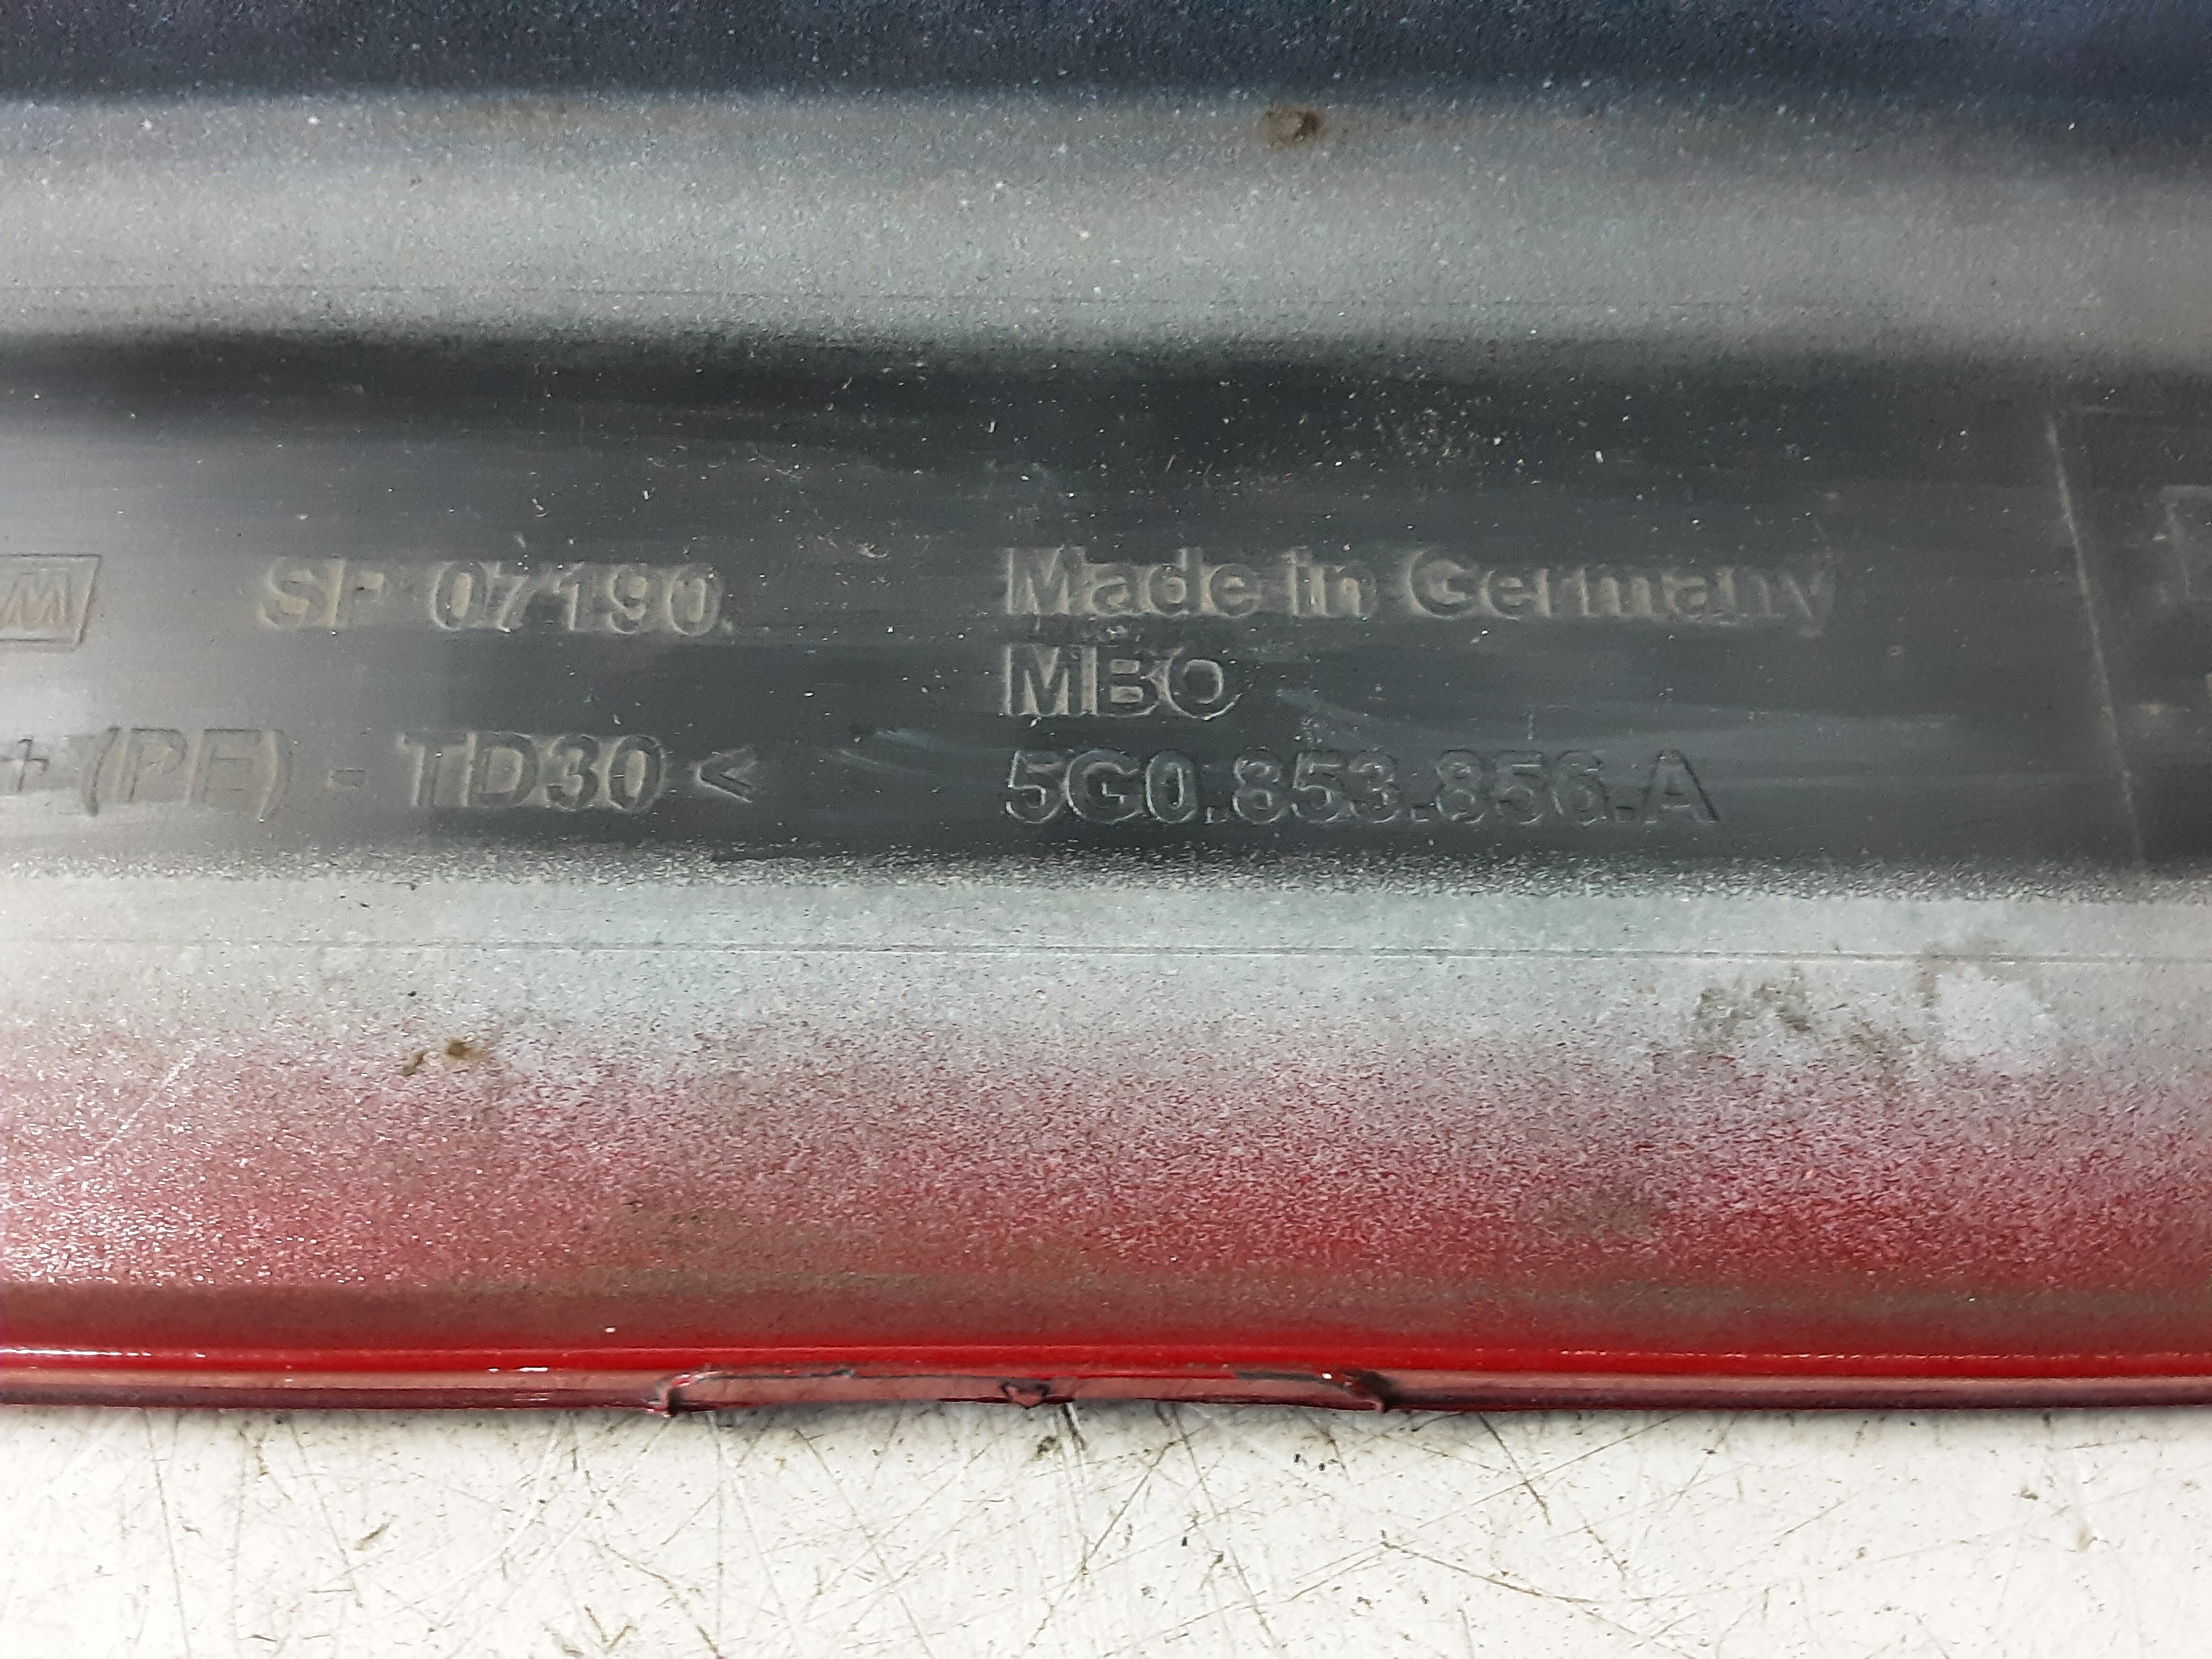 M SP 07190 Made in Germany
MBO
+ (PE) - TD30 < 5G0.853.856.A